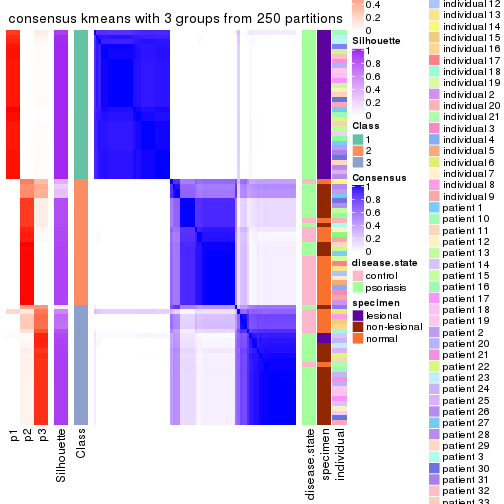 consensus kmeans with 3 groups from 250 partitions
p1
p2
p3
Silhouette
Class
disease.state
specimen
individual
0.4
0.2
0
Silhouette
1
0.8
0.6
0.4
0.2
0
Class
1
2
3
Consensus
1
0.8
0.6
0.4
0.2
0
disease.state
control
psoriasis
specimen
lesional
non-lesional
normal
individual 12
individual 13
individual 14
individual 15
individual 16
individual 17
individual 18
individual 19
individual 2
individual 20
individual 21
individual 3
individual 4
individual 5
individual 6
individual 7
individual 8
individual 9
patient 1
patient 10
patient 11
patient 12
patient 13
patient 14
patient 15
patient 16
patient 17
patient 18
patient 19
patient 2
patient 20
patient 21
patient 22
patient 23
patient 24
patient 25
patient 26
patient 27
patient 28
patient 3
patient 30
patient 31
patient 32
patient 33